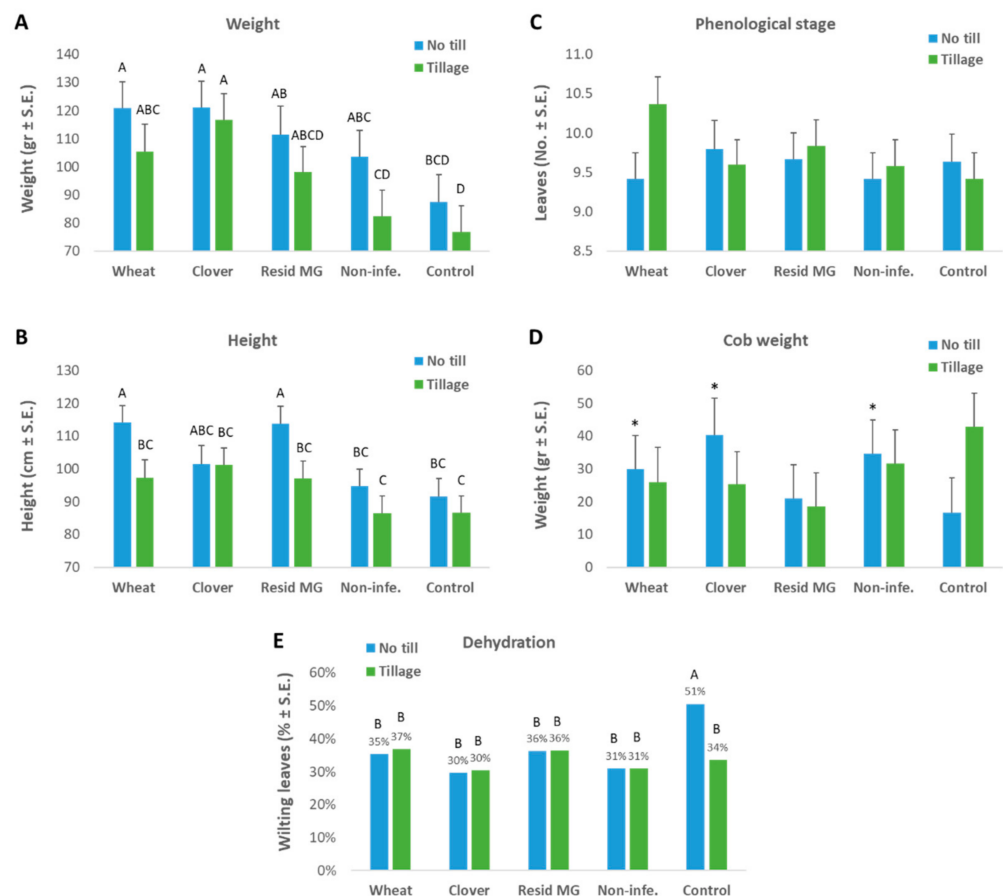 A
Weight
No till
Tillage
Weight (gr ± S.E.)
140
130
120
110
100
90
80
70
A
ABC
A
A
AB
ABCD
ABC
CD
BCD
D
Wheat
Clover
Resid MG
Non-infe.
Control
C
Phenological stage
No till
Tillage
Leaves (No. ± S.E.)
11.0
10.5
10.0
9.5
9.0
8.5
Wheat
Clover
Resid MG
Non-infe.
Control
B
Height
No till
Tillage
Height (cm ± S.E.)
130
120
110
100
90
80
70
A
BC
ABC
BC
A
BC
BC
C
BC
C
Wheat
Clover
Resid MG
Non-infe.
Control
D
Cob weight
No till
Tillage
Weight (gr ± S.E.)
60
50
40
30
20
10
0
*
*
*
Wheat
Clover
Resid MG
Non-infe.
Control
E
Dehydration
No till
Tillage
Wilting leaves (% ± S.E.)
60%
50%
40%
30%
20%
10%
0%
B
35%
B
37%
B
30%
B
30%
B
36%
B
36%
B
31%
B
31%
A
51%
B
34%
Wheat
Clover
Resid MG
Non-infe.
Control